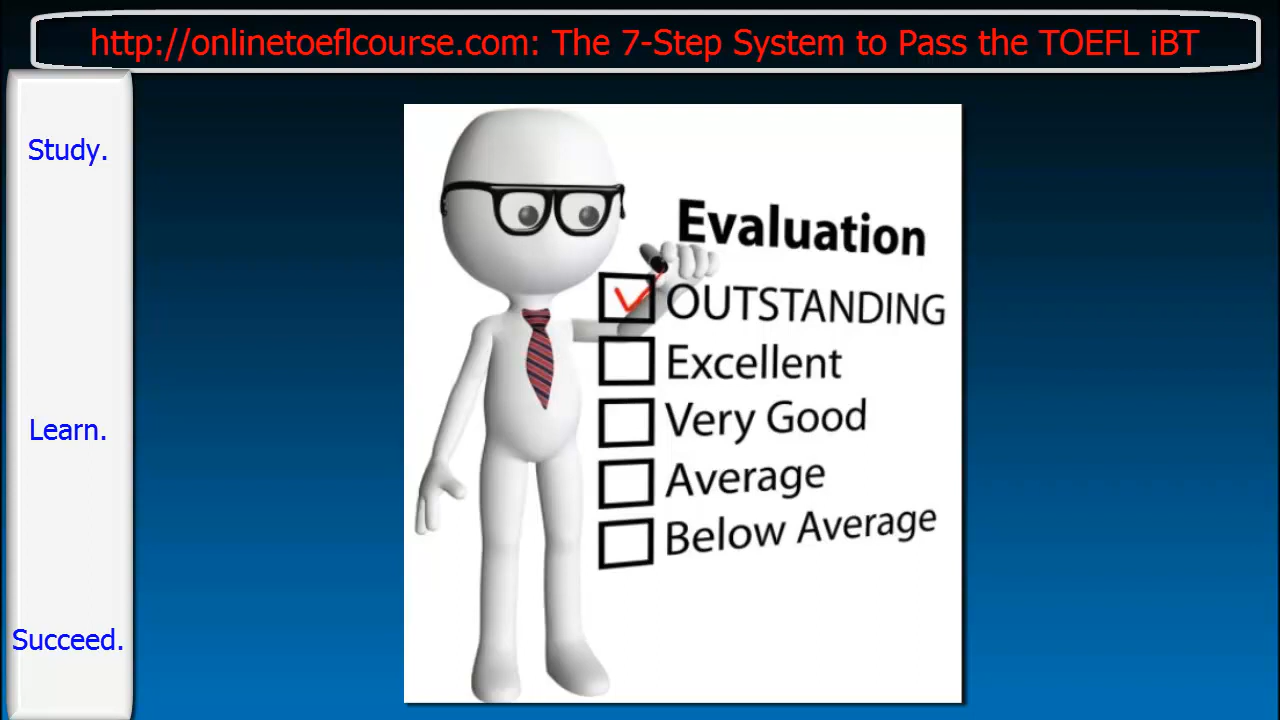 http://onlinetoeflcourse.com: The 7-Step System to Pass the TOEFL iBT
Study.
Learn.
Succeed.
Evaluation
OUTSTANDING
Excellent
Very Good
Average
Below Average